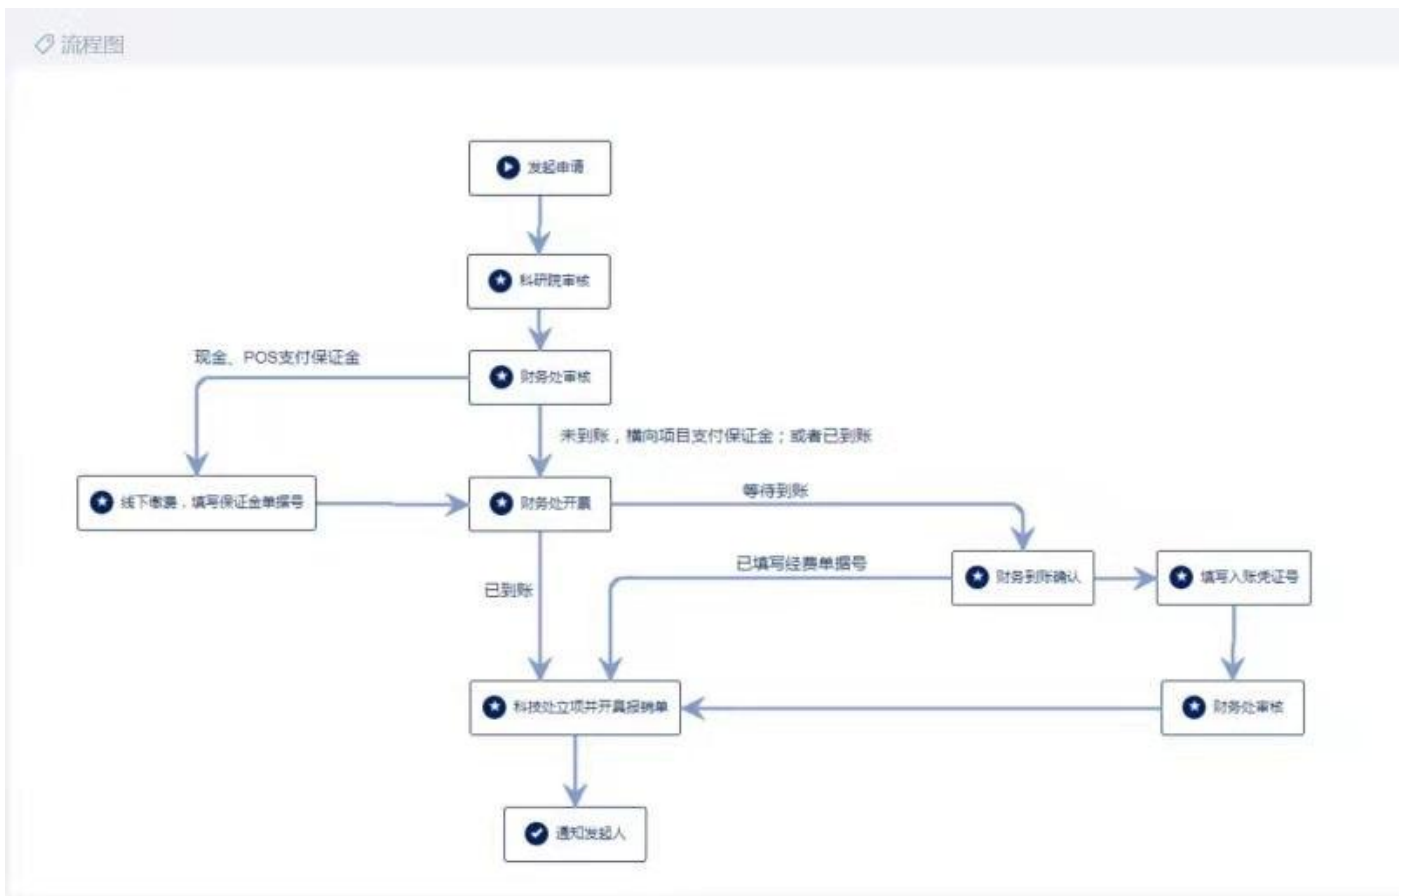 流程图
发起申请
科研院审核
现金、POS支付保证金
财务处审核
未到账，横向项目支付保证金；或者已到账
线下缴费，填写保证金单据号
财务处开票
等待到账
已填写经费单据号
财务到账确认
填写入账凭证号
已到账
科技处立项并开具报销单
财务处审核
通知发起人